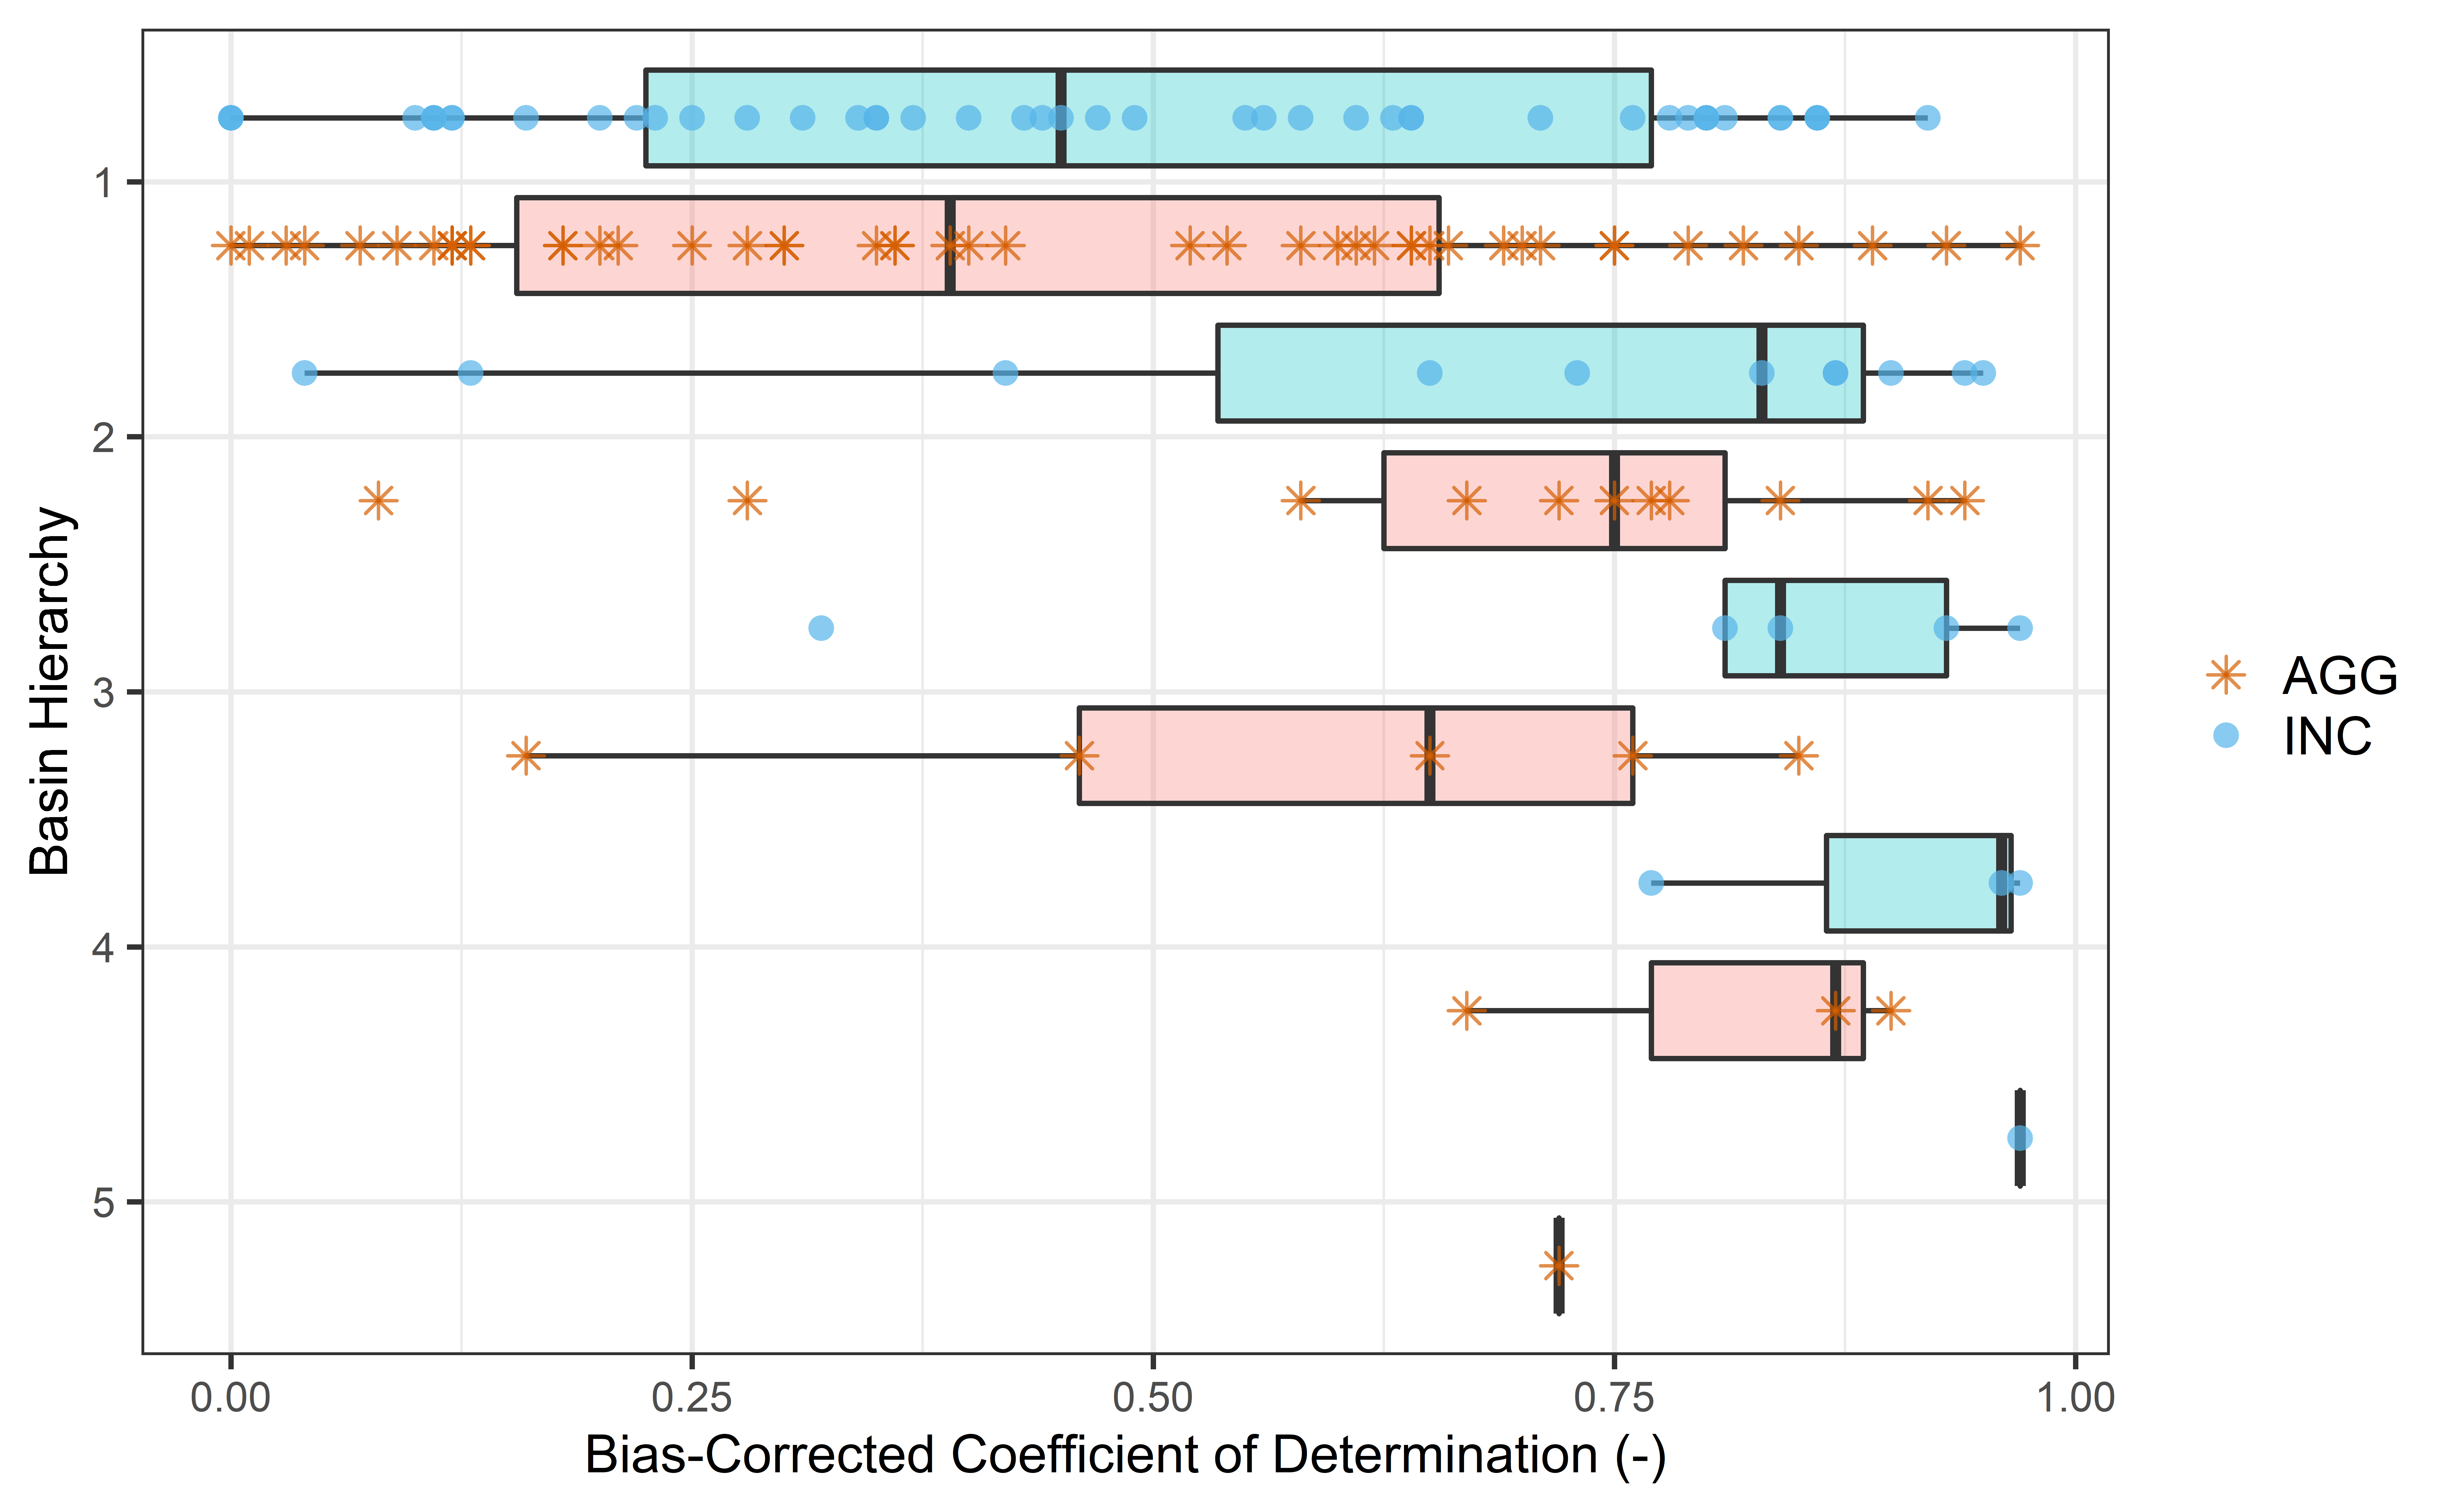 Basin Hierarchy
1
2
3
4
5
0.00 0.25 0.50 0.75 1.00
Bias-Corrected Coefficient of Determination (-)
AGG
INC